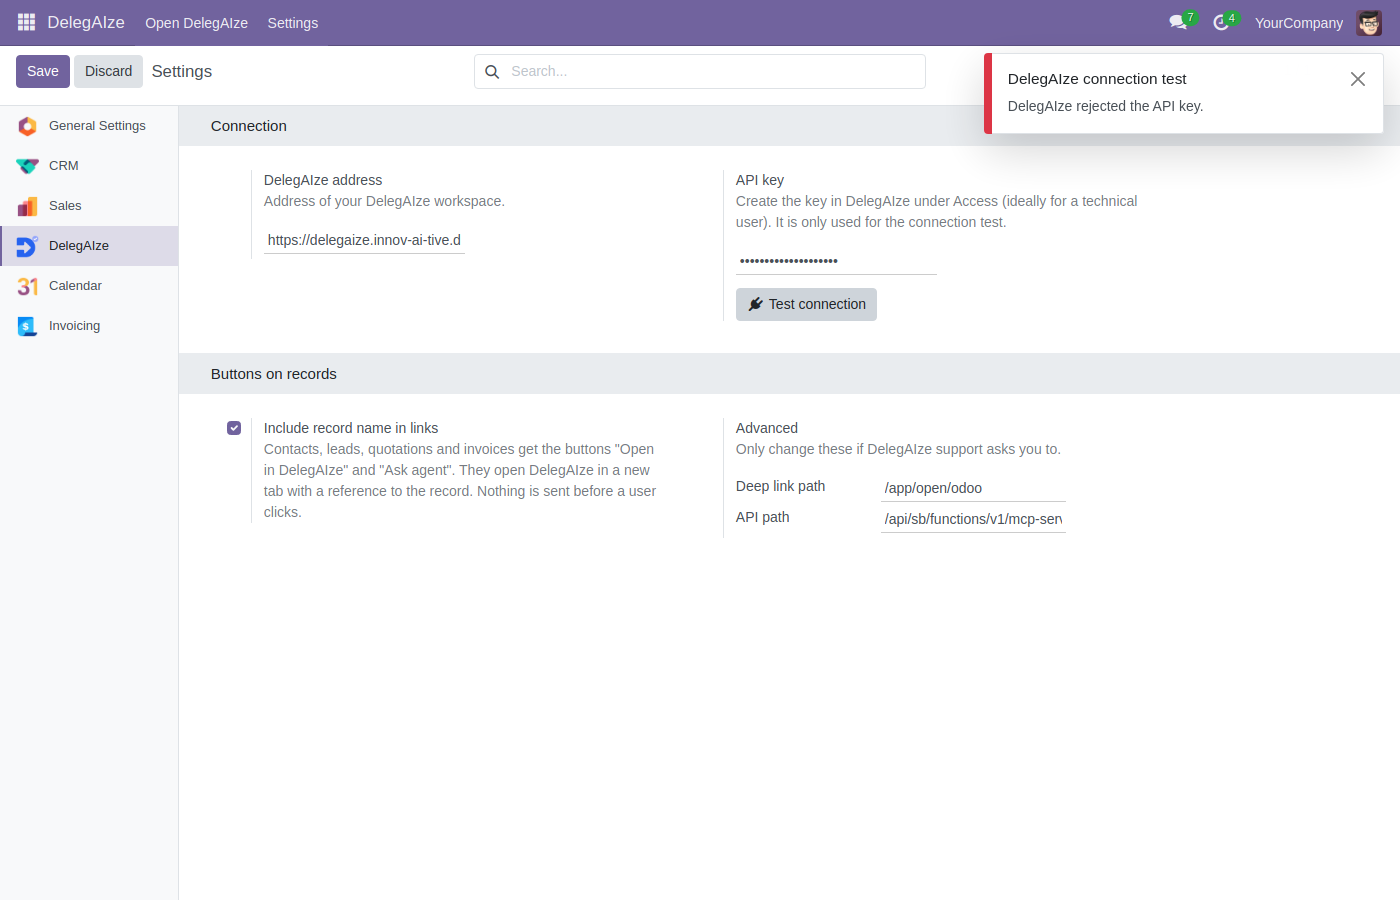 DelegAIze
Open DelegAIze
Settings
7
4
YourCompany
Save
Discard
Settings
Search...
DelegAIze connection test
DelegAIze rejected the API key.
General Settings
CRM
Sales
DelegAIze
31 Calendar
$ Invoicing
Connection
DelegAIze address
Address of your DelegAIze workspace.
https://delegaize.innov-ai-tive.d
API key
Create the key in DelegAIze under Access (ideally for a technical
user). It is only used for the connection test.
••••••••••••••••••••
Test connection
Buttons on records
Include record name in links
Contacts, leads, quotations and invoices get the buttons "Open
in DelegAIze" and "Ask agent". They open DelegAIze in a new
tab with a reference to the record. Nothing is sent before a user
clicks.
Advanced
Only change these if DelegAIze support asks you to.
Deep link path
/app/open/odoo
API path
/api/sb/functions/v1/mcp-serv